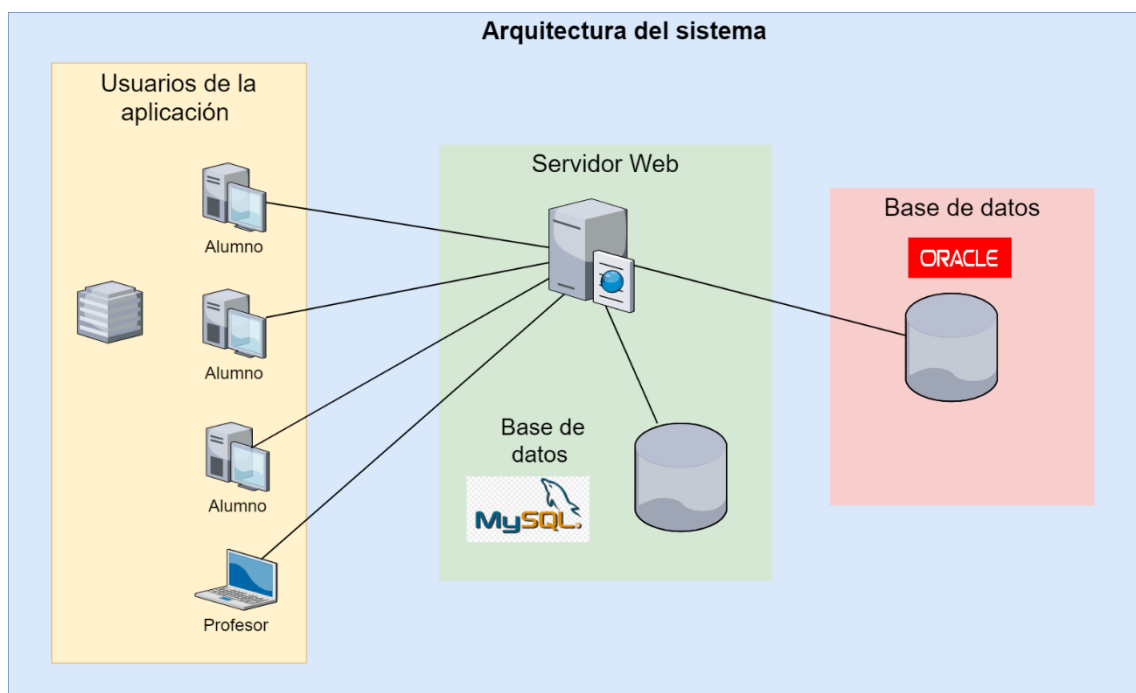 Arquitectura del sistema
Usuarios de la
aplicación
Alumno
Alumno
Alumno
Profesor
Servidor Web
Base de
datos
MySQL
Base de datos
ORACLE